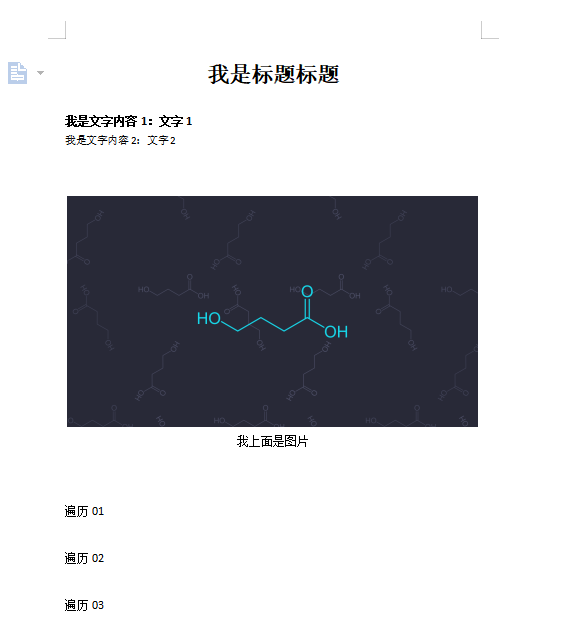 我是标题标题
我是文字内容 1：文字 1
我是文字内容 2：文字 2
HO
O
OH
我上面是图片
遍历 01
遍历 02
遍历 03